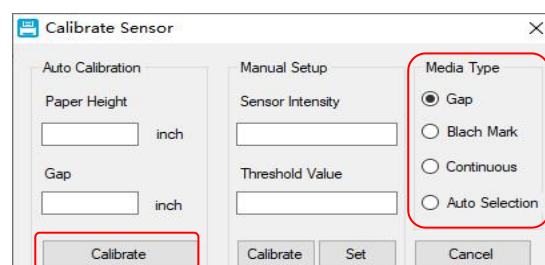 Calibrate Sensor
Auto Calibration
Paper Height
inch
Gap
inch
Calibrate
Manual Setup
Sensor Intensity
Threshold Value
Calibrate
Set
Media Type
Gap
Blach Mark
Continuous
Auto Selection
Cancel